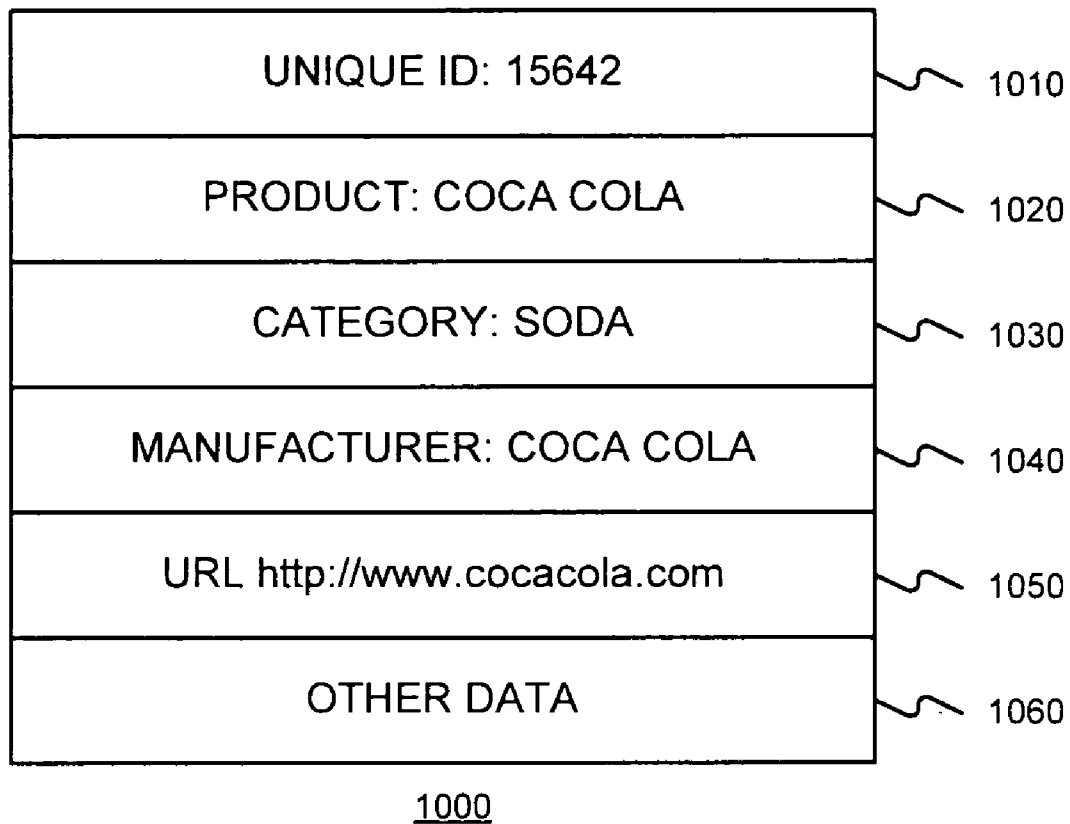 UNIQUE ID: 15642 1010
PRODUCT: COCA COLA 1020
CATEGORY: SODA 1030
MANUFACTURER: COCA COLA 1040
URL http://www.cocacola.com 1050
OTHER DATA 1060
1000